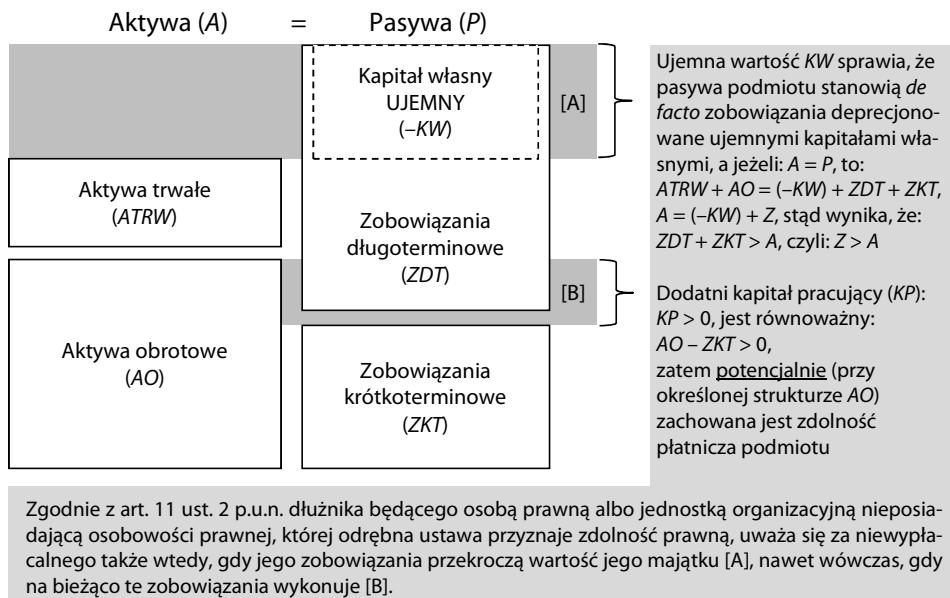 Aktywa (A) = Pasywa (P)
Kapitał własny
UJEMNY
(–KW)
[A]
Aktywa trwałe
(ATRW)
Zobowiązania
długoterminowe
(ZDT)
[B]
Aktywa obrotowe
(AO)
Zobowiązania
krótkoterminowe
(ZKT)
Ujemna wartość KW sprawia, że
pasywa podmiotu stanowią de
facto zobowiązania deprecjono-
wane ujemnymi kapitałami wła-
snymi, a jeżeli: A = P, to:
ATRW + AO = (–KW) + ZDT + ZKT,
A = (–KW) + Z, stąd wynika, że:
ZDT + ZKT > A, czyli: Z > A
Dodatni kapitał pracujący (KP):
KP > 0, jest równoważny:
AO – ZKT > 0,
zatem potencjalnie (przy
określonej strukturze AO)
zachowana jest zdolność
płatnicza podmiotu
Zgodnie z art. 11 ust. 2 p.u.n. dłużnika będącego osobą prawną albo jednostką organizacyjną nieposia-
dającą osobowości prawnej, której odrębna ustawa przyznaje zdolność prawną, uważa się za niewypła-
calnego także wtedy, gdy jego zobowiązania przekroczą wartość jego majątku [A], nawet wówczas, gdy
na bieżąco te zobowiązania wykonuje [B].